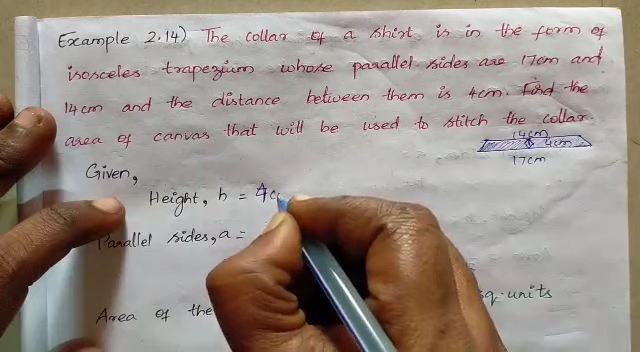 Example 2.14) The collar of a shirt is in the form of
isosceles trapezium whose parallel sides are 17cm and
14cm and the distance between them is 4cm. Find the
area of canvas that will be used to stitch the collar.
14cm
4cm
17cm
Given,
Height, h = 4c
Parallel sides, a =
Area of the
sq.units